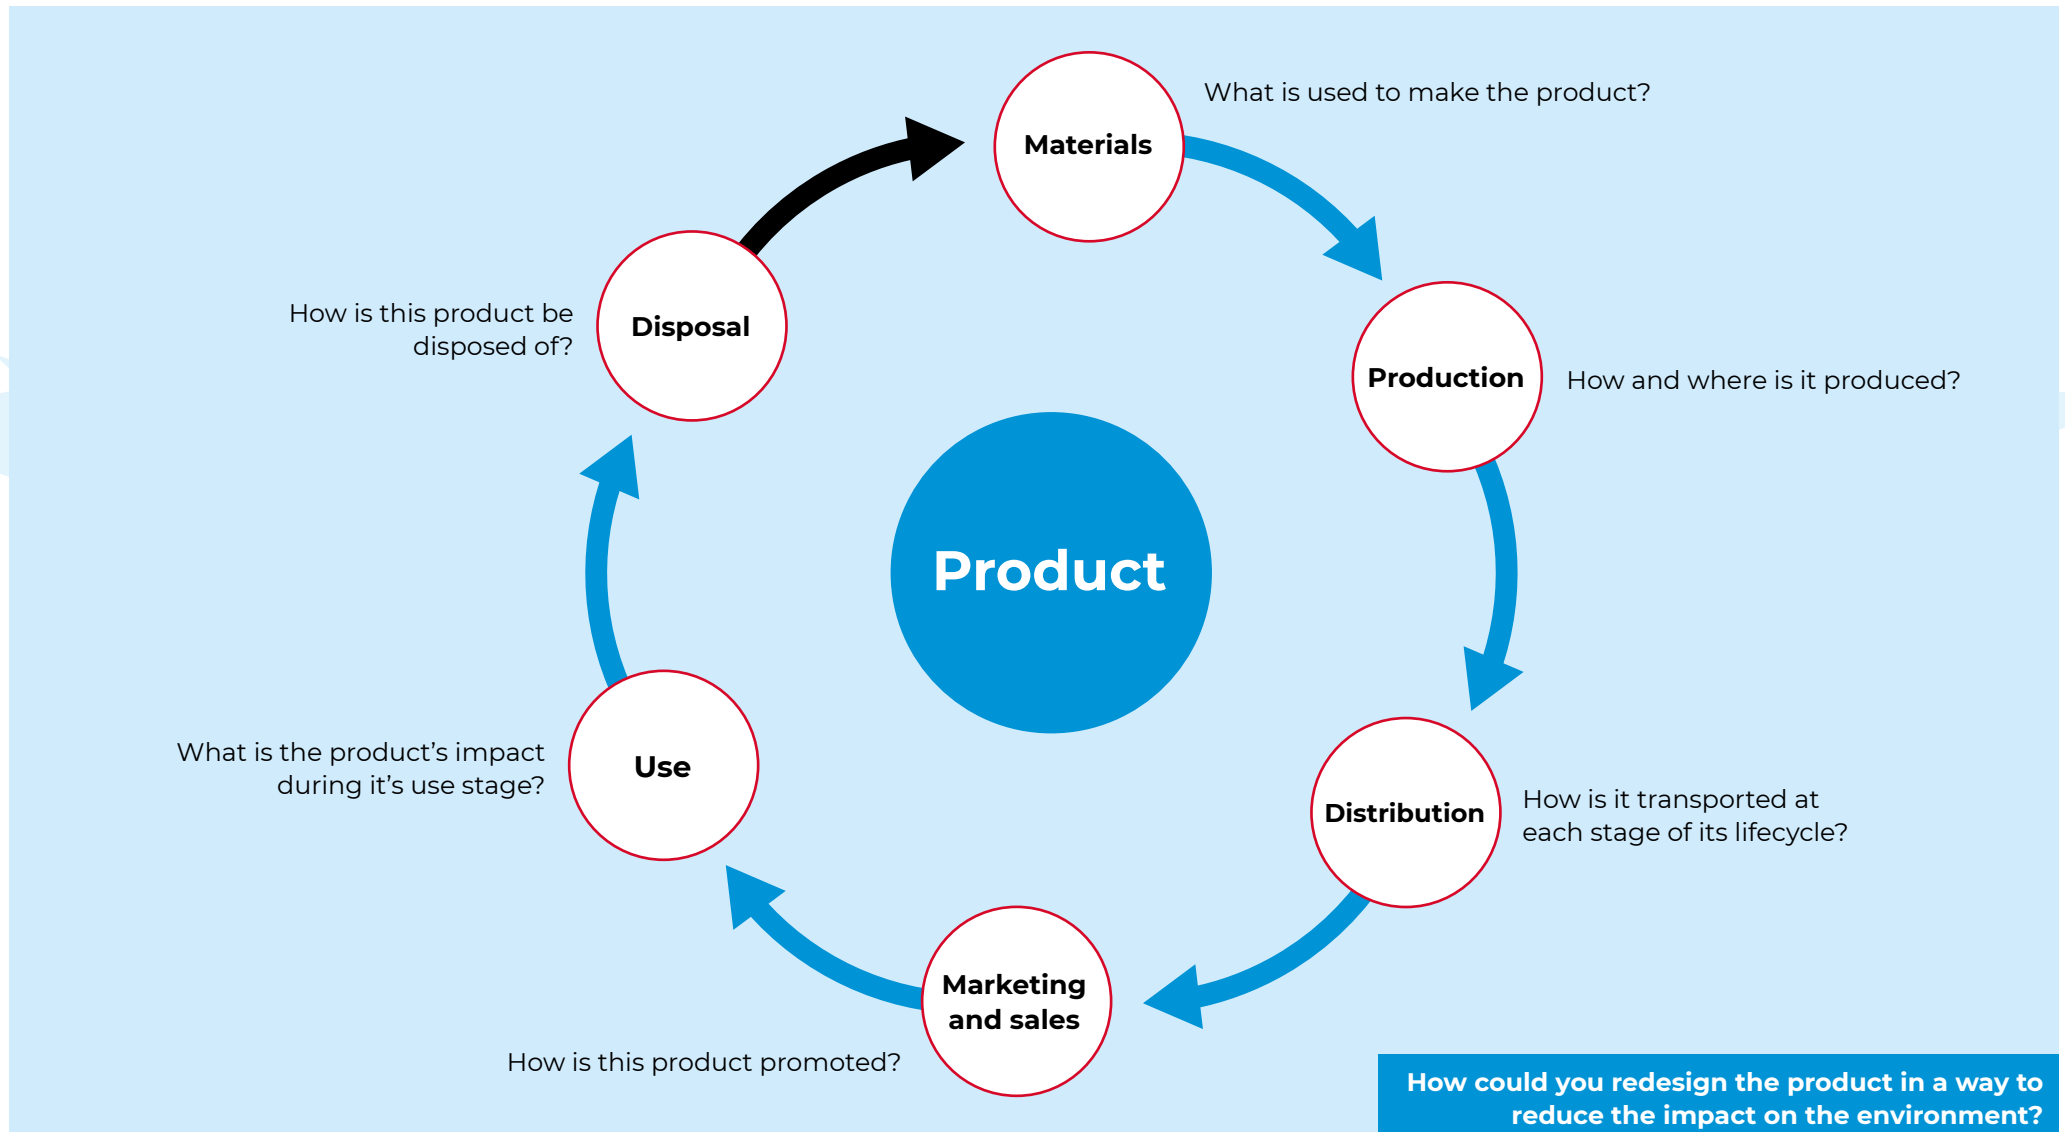 What is used to make the product?
Materials
How is this product be
disposed of?
Disposal
Production
How and where is it produced?
Product
What is the product’s impact
during it’s use stage?
Use
Distribution
How is it transported at
each stage of its lifecycle?
Marketing
and sales
How is this product promoted?
How could you redesign the product in a way to
reduce the impact on the environment?